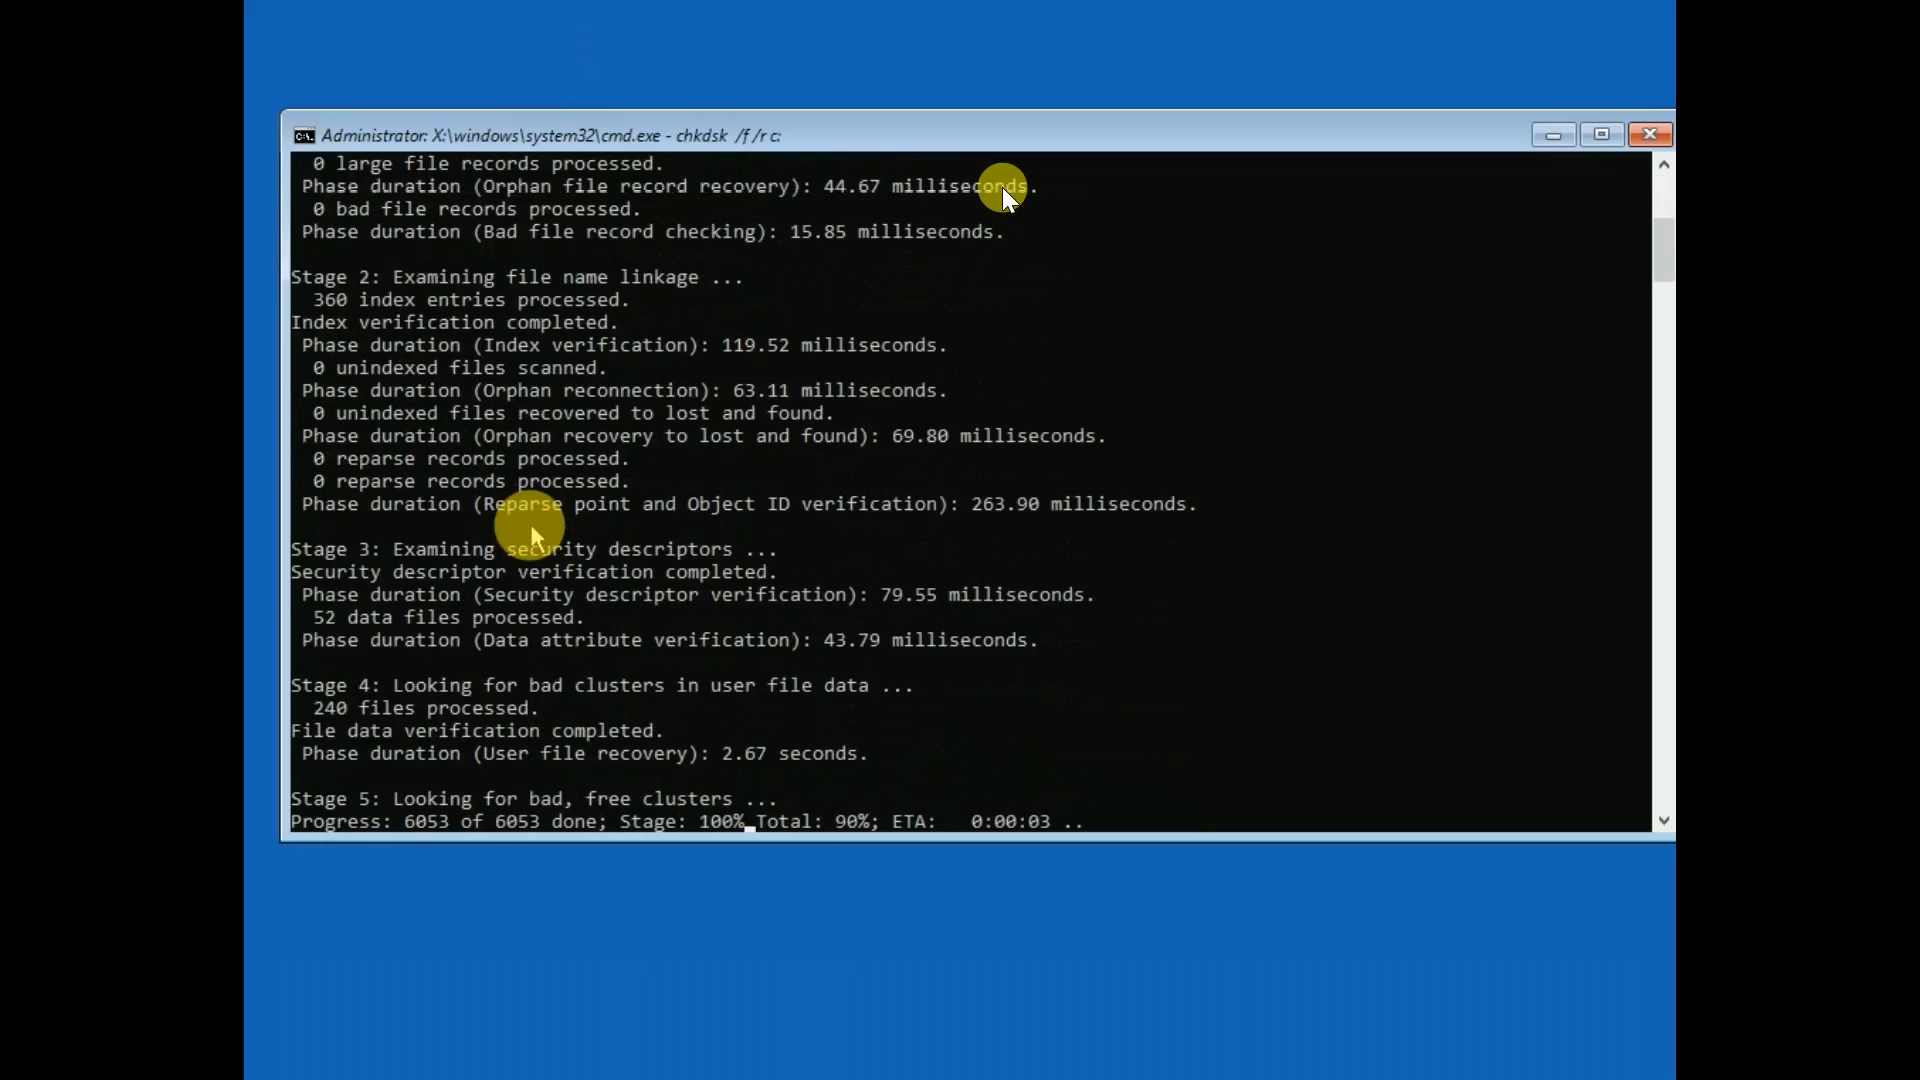 Administrator: X:\windows\system32\cmd.exe - chkdsk /f /r c:
0 large file records processed.
Phase duration (Orphan file record recovery): 44.67 milliseconds.
0 bad file records processed.
Phase duration (Bad file record checking): 15.85 milliseconds.
Stage 2: Examining file name linkage ...
360 index entries processed.
Index verification completed.
Phase duration (Index verification): 119.52 milliseconds.
0 unindexed files scanned.
Phase duration (Orphan reconnection): 63.11 milliseconds.
0 unindexed files recovered to lost and found.
Phase duration (Orphan recovery to lost and found): 69.80 milliseconds.
0 reparse records processed.
0 reparse records processed.
Phase duration (Reparse point and Object ID verification): 263.90 milliseconds.
Stage 3: Examining security descriptors ...
Security descriptor verification completed.
Phase duration (Security descriptor verification): 79.55 milliseconds.
52 data files processed.
Phase duration (Data attribute verification): 43.79 milliseconds.
Stage 4: Looking for bad clusters in user file data ...
240 files processed.
File data verification completed.
Phase duration (User file recovery): 2.67 seconds.
Stage 5: Looking for bad, free clusters ...
Progress: 6053 of 6053 done; Stage: 100% Total: 90%; ETA: 0:00:03 ..